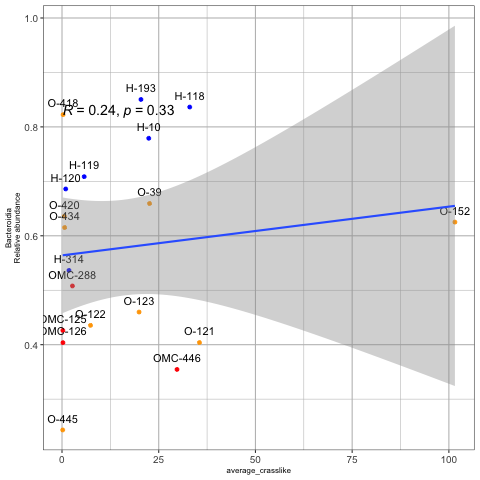 1.0
H-193
O-418
H-118
R = 0.24, p = 0.33
0.8
H-10
H-119
H-120
O-39
O-420
O-434
O-152
0.6
H-314
OMC-288
O-123
O-122
OMC-125
OMC-126
O-121
0.4
OMC-446
O-445
Bacteroidia
Relative abundance
0
25
50
75
100
average_crasslike